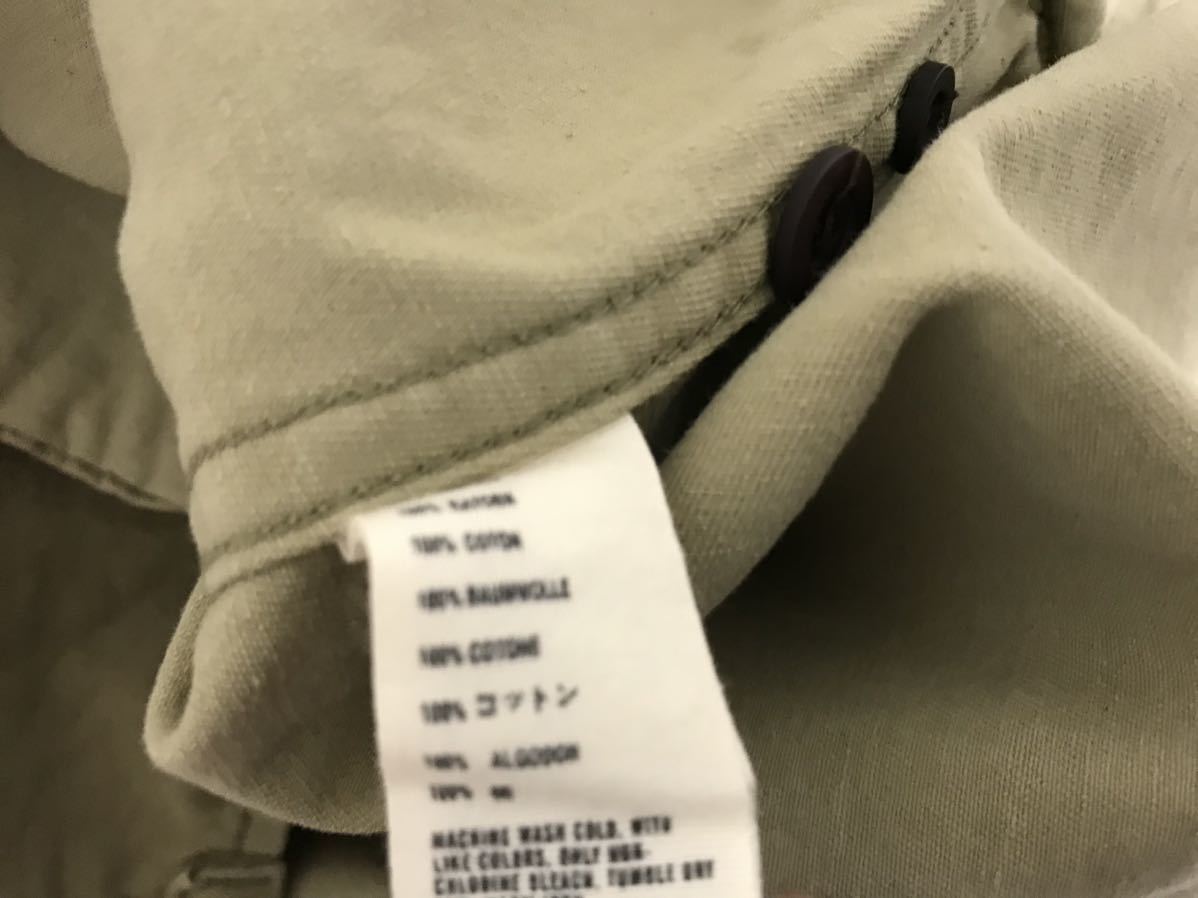 100% COTON
100% BAUMWOLLE
100% COTONE
100% コットン
100% ALGODON
100%
MACHINE WASH COLD, WITH
LIKE COLORS, ONLY NON-
CHLORINE BLEACH, TUMBLE DRY